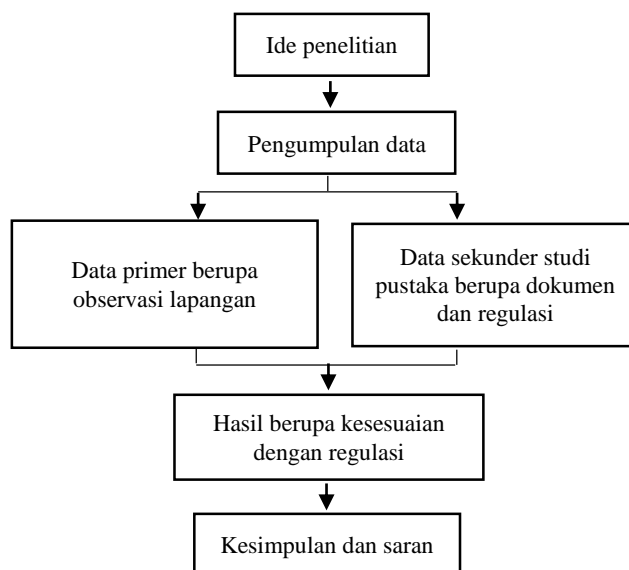 Ide penelitian
Pengumpulan data
Data primer berupa
observasi lapangan
Data sekunder studi
pustaka berupa dokumen
dan regulasi
Hasil berupa kesesuaian
dengan regulasi
Kesimpulan dan saran